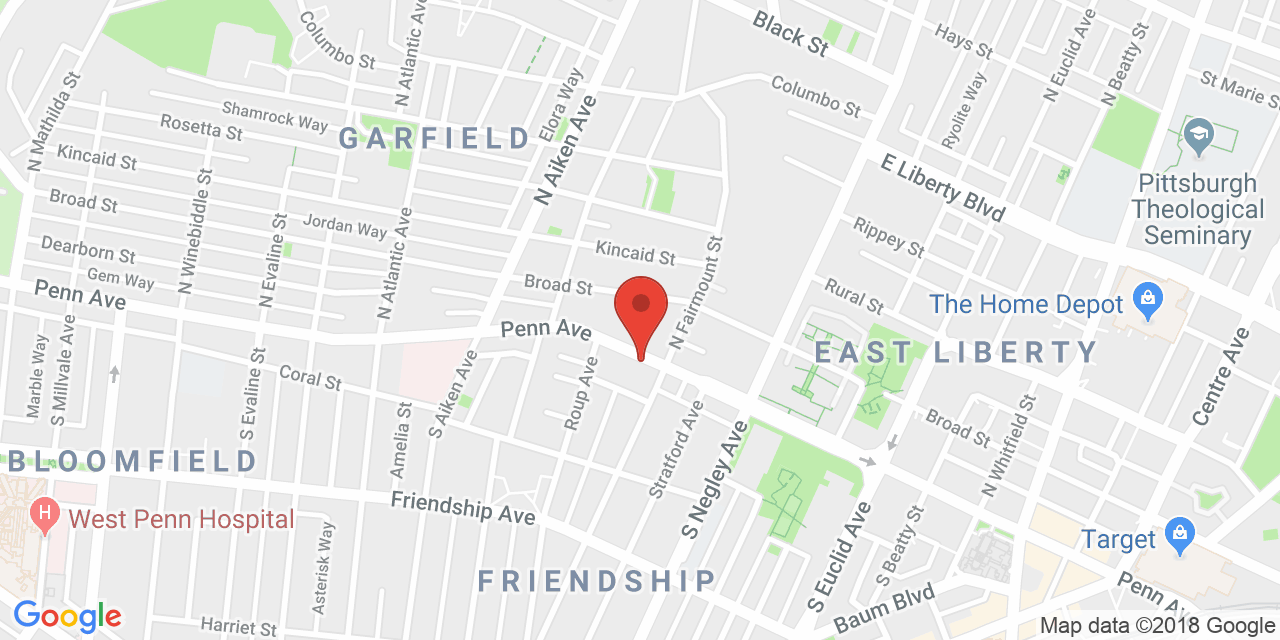 Black St
Hays St
N Euclid Ave
N Beatty St
Columbo St
N Atlantic Ave
St Marie S
Columbo St
Elora Way
N Mathilda St
Shamrock Way
Rosetta St
GARFIELD
N Aiken Ave
Ryolite Way
Kincaid St
E Liberty Blvd
Pittsburgh
Theological
Seminary
Broad St
N Winebiddle St
Jordan Way
Dearborn St
Gem Way
N Evaline St
N Atlantic Ave
Kincaid St
Rippey St
Broad St
N Fairmount St
Rural St
The Home Depot
Penn Ave
Penn Ave
EAST LIBERTY
Marble Way
S Millvale Ave
Coral St
S Evaline St
Amelia St
S Aiken Ave
Roup Ave
Stratford Ave
S Negley Ave
Broad St
N Whitfield St
Centre Ave
BLOOMFIELD
H
West Penn Hospital
Friendship Ave
Asterisk Way
FRIENDSHIP
S Euclid Ave
S Beatty St
Target
Baum Blvd
Penn Av
Harriet St
Google
Map data ©2018 Google